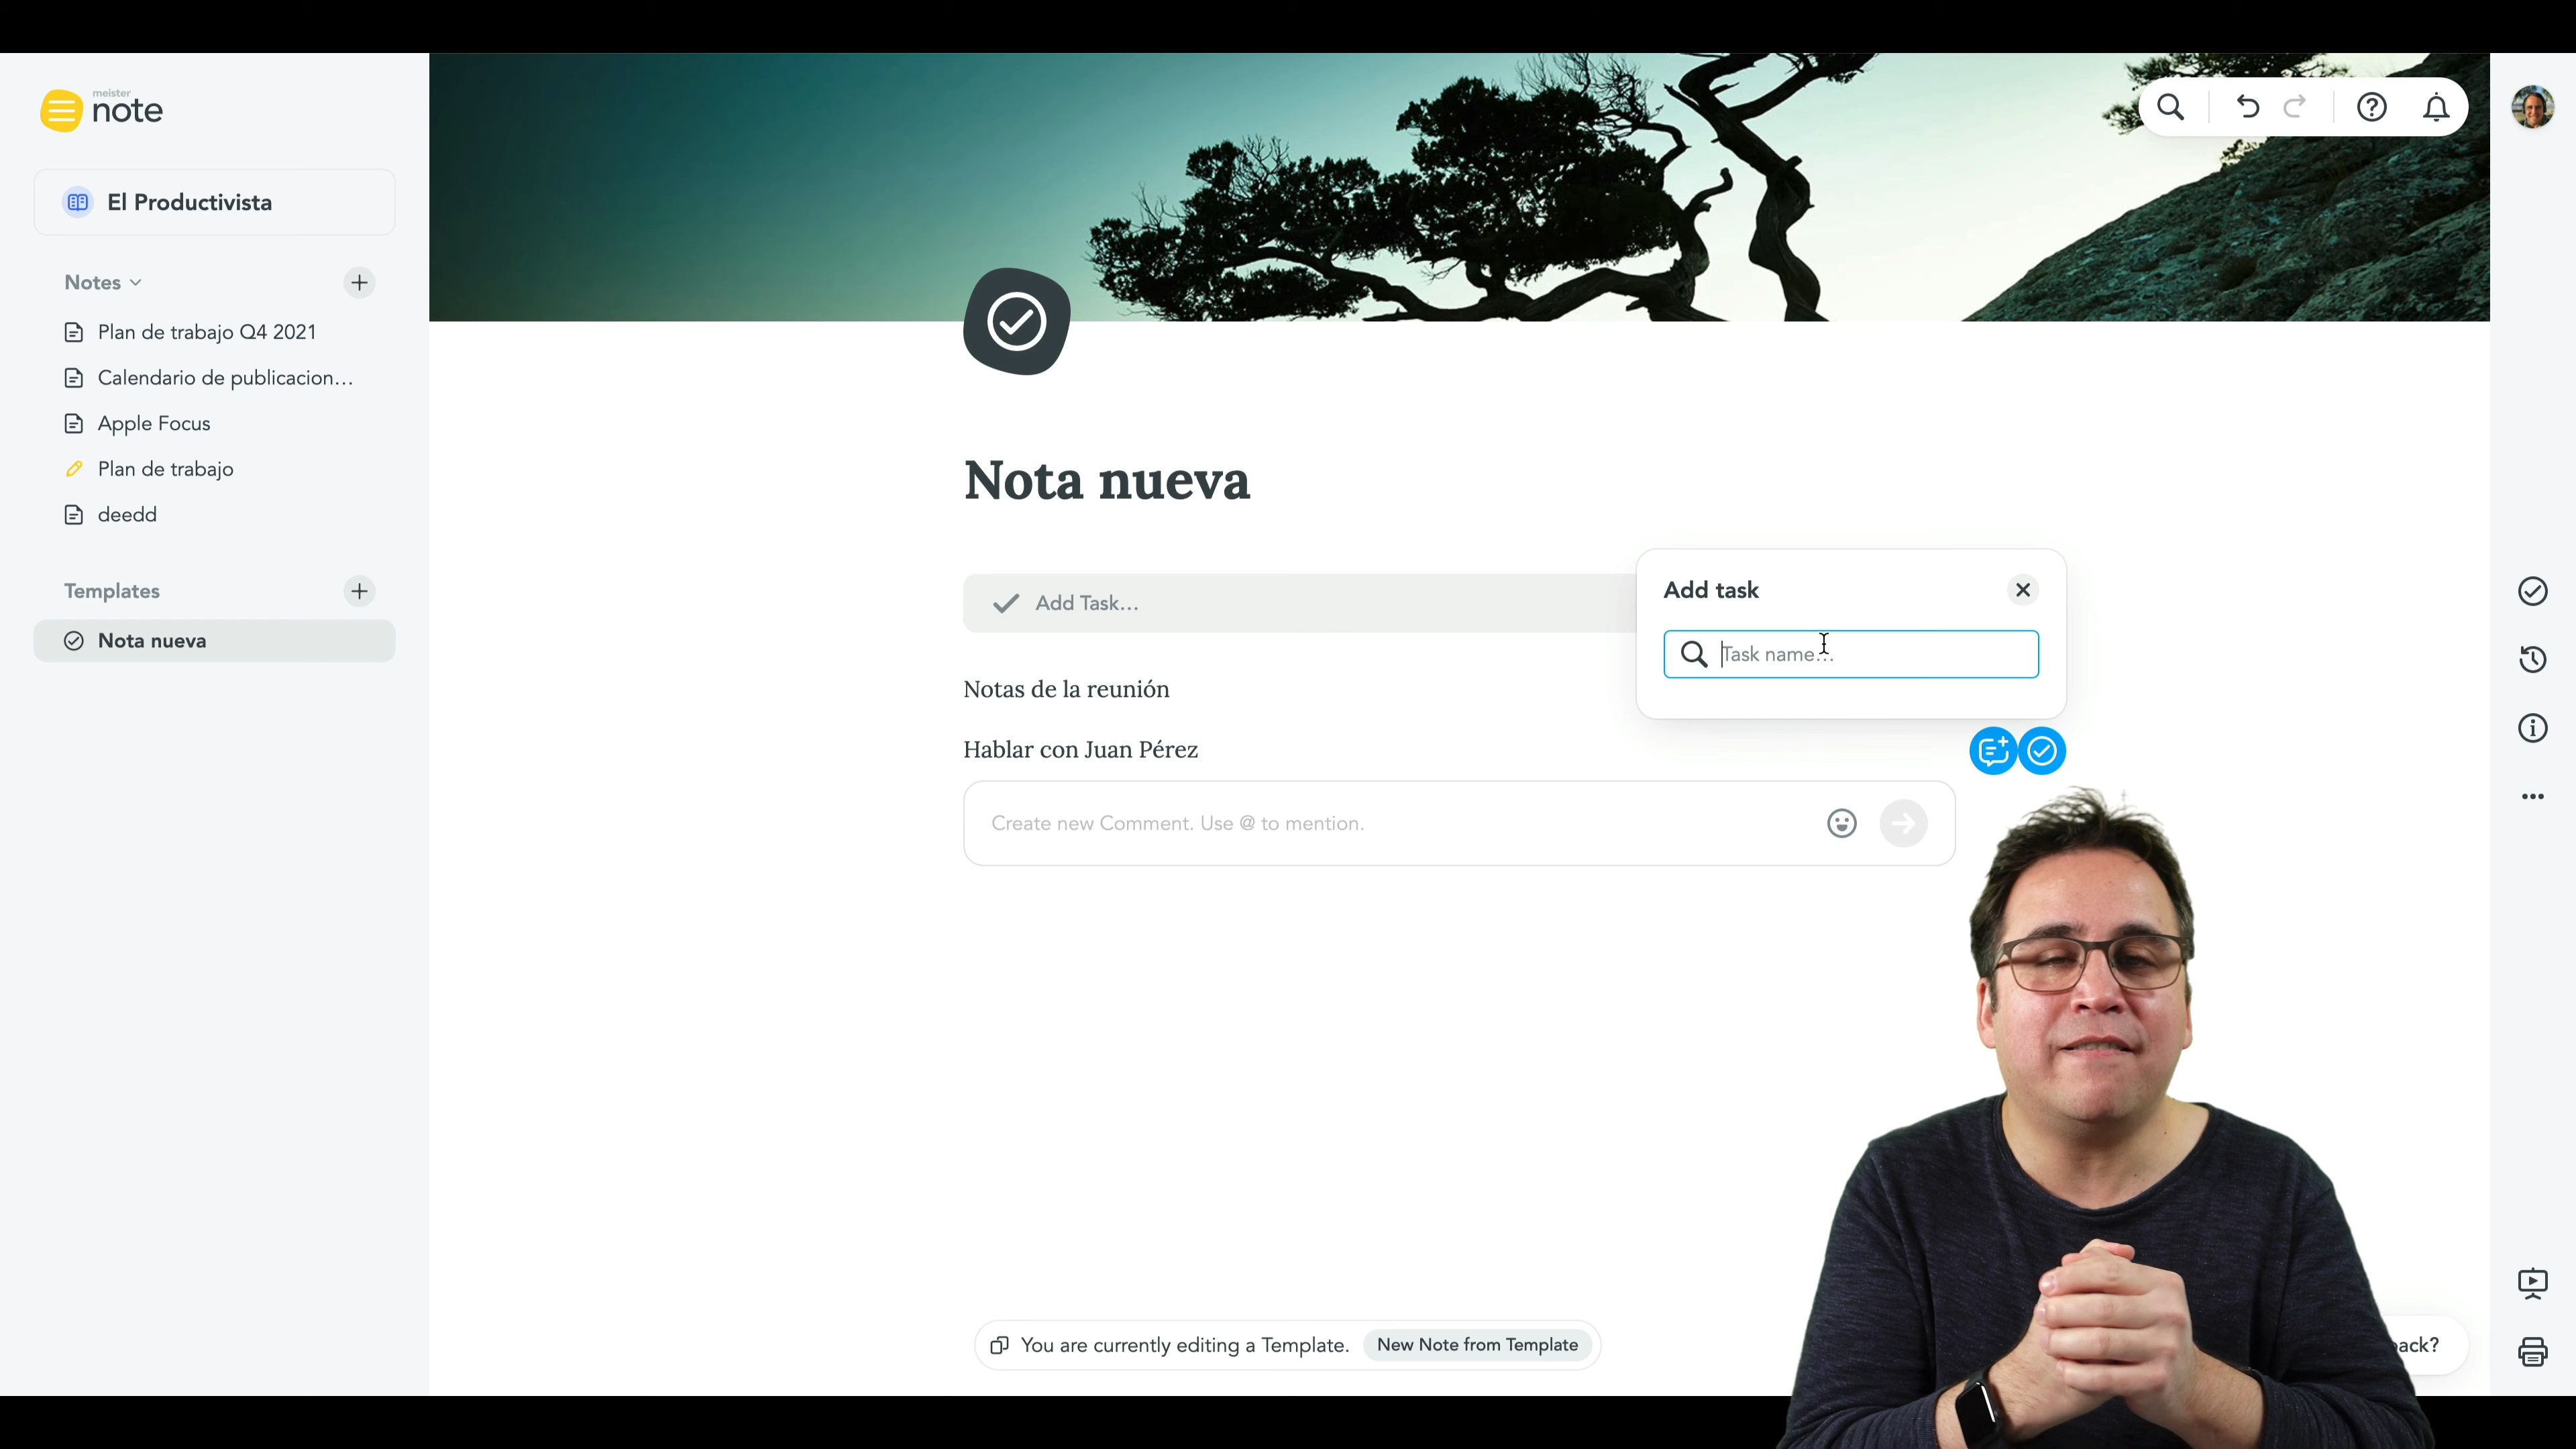 meister
note
El Productivista
Notes
Plan de trabajo Q4 2021
Calendario de publicacion...
Apple Focus
Plan de trabajo
deedd
Templates
Nota nueva
Nota nueva
Add Task...
Notas de la reunión
Hablar con Juan Pérez
Create new Comment. Use @ to mention.
Add task
Task name...
You are currently editing a Template. New Note from Template
back?